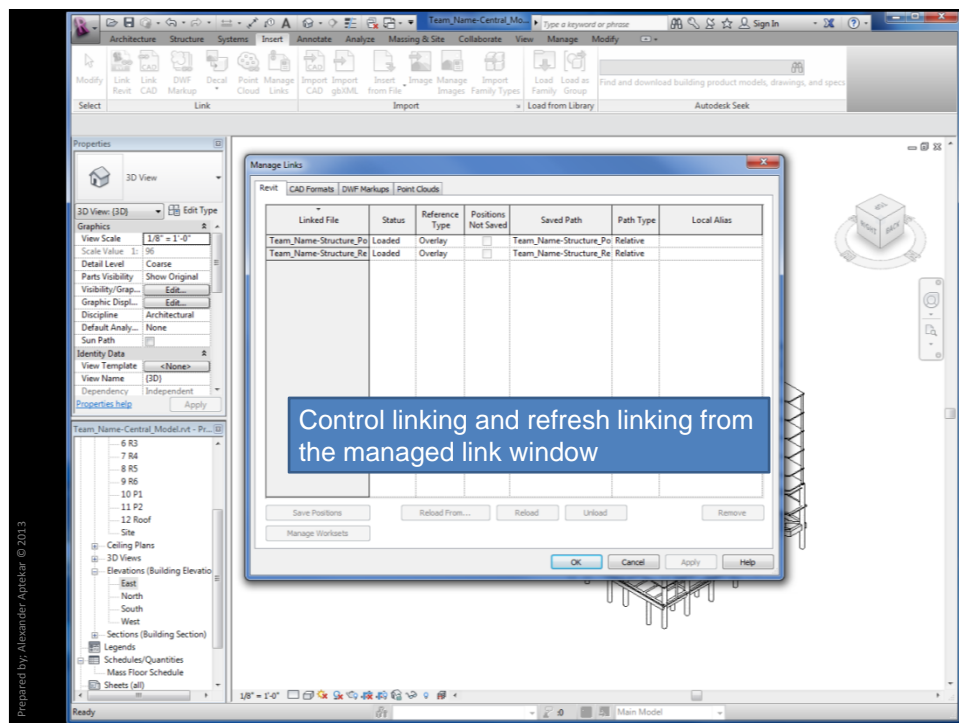 Team_Name-Central_Mo...
Type a keyword or phrase
Sign In
Architecture Structure Systems Insert Annotate Analyze Massing & Site Collaborate View Manage Modify
Modify
Link Revit
Link CAD
DWF Markup
Decal
Point Cloud
Manage Links
Import CAD
Import gbXML
Insert from File
Image
Manage Images
Import Family Types
Load Family
Load as Group
Find and download building product models, drawings, and specs
Select Link Import Load from Library Autodesk Seek
Properties
3D View
3D View: {3D} Edit Type
Graphics
View Scale 1/8" = 1'-0"
Scale Value 1: 96
Detail Level Coarse
Parts Visibility Show Original
Visibility/Grap... Edit...
Graphic Displ... Edit...
Discipline Architectural
Default Analy... None
Sun Path
Identity Data
View Template <None>
View Name {3D}
Dependency Independent
Properties help Apply
Team_Name-Central_Model.rvt - Pr...
6 R3
7 R4
8 R5
9 R6
10 P1
11 P2
12 Roof
Site
Ceiling Plans
3D Views
Elevations (Building Elevatio
East
North
South
West
Sections (Building Section)
Legends
Schedules/Quantities
Mass Floor Schedule
Sheets (all)
Manage Links
Revit CAD Formats DWF Markups Point Clouds
Linked File Status Reference Type Positions Not Saved Saved Path Path Type Local Alias
Team_Name-Structure_Po Loaded Overlay Team_Name-Structure_Po Relative
Team_Name-Structure_Re Loaded Overlay Team_Name-Structure_Re Relative
Control linking and refresh linking from
the managed link window
Save Positions Reload From.... Reload Unload Remove
Manage Worksets
OK Cancel Apply Help
RIGHT BACK
1/8" = 1'-0"
Ready :0 Main Model
Prepared by; Alexander Aptekar © 2013